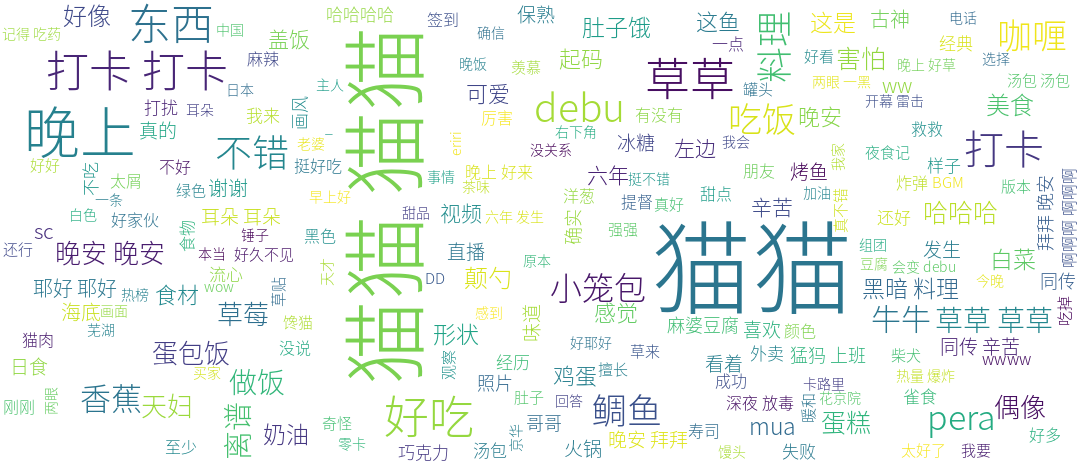 好像
东西
哈哈哈哈
签到
保熟
这鱼
这是
古神
电话
咖喱
记得 吃药
中国
盖饭
麻辣
猫猫 猫猫
确信
肚子饿
一点
料理
害怕
经典
选择
打卡 打卡
晚饭
起码
羡慕
草草
好看
晚上 好草
汤包 汤包
日本
主人
可爱
罐头
两眼 一黑
ww
美食
晚上
打扰
耳朵
我来
画风
厉害
debu
有没有
吃饭
晚安
开幕 雷击
真的
老婆
eriri
右下角
冰糖
左边
我会
救救
打卡
不错
挺好吃
没关系
我家
夜食记
好好
不吃
太屑
不好
事情
晚上 好来
六年
挺不错
烤鱼
朋友
样子
绿色
谢谢
早上好
茶味
洋葱
甜点
加油
炸弹 BGM
版本
白色
一条
好家伙
耳朵 耳朵
甜品
视频
六年 发生
确安
提督
真好
辛苦
真不错
还好
哈哈哈
拜拜 晚安
啊啊啊 啊啊啊
sc
食物
锤子
黑色
强强
猫猫
还行
晚安 晚安
本当
好久不见
直播
DD
原本
组团
发生
白菜
流心
天才
颠勺
小笼包
豆腐
会变
debu
同传
耶好 耶好
热榜
食材
wow
草站
黑暗 料理
今晚
海底
画面
草莓
感到
味道
感觉
牛牛
草草 草草
吃掉
芜湖
馋猫
形状
麻婆豆腐
喜欢
颜色
猫肉
蛋包饭
没说
好耶好
草来
同传 辛苦
日食
观察
经历
看着
外卖
猛犸 上班
柴犬
wwww
买家
做饭
照片
鸡蛋
擅长
成功
卡路里
热量 爆炸
香蕉
两眼
刚刚
天妇
离谱
奶油
奇怪
好吃
肚子
回答
鲷鱼
深夜 放毒
暖和
花京院
雀食
偶像
至少
零卡
哥哥
京华
晚安 拜拜
mua
蛋糕
pera
好多
巧克力
汤包
火锅
寿司
馒头
失败
太好了
我要